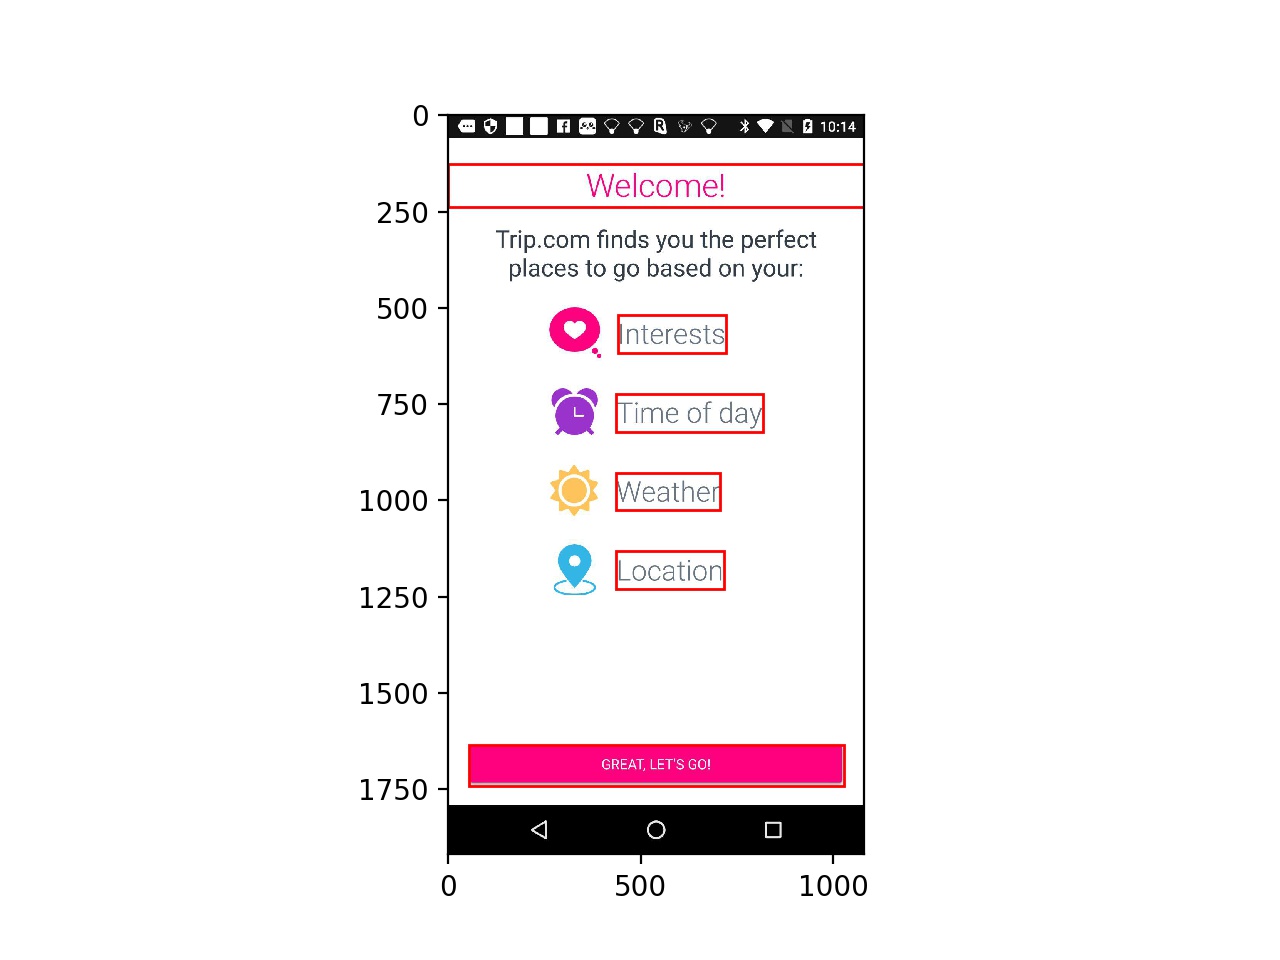 0
10:14
Welcome!
250
Trip.com finds you the perfect
places to go based on your:
500
Interests
750
Time of day
1000
Weather
Location
1250
1500
GREAT, LET'S GO!
1750
0 500 1000